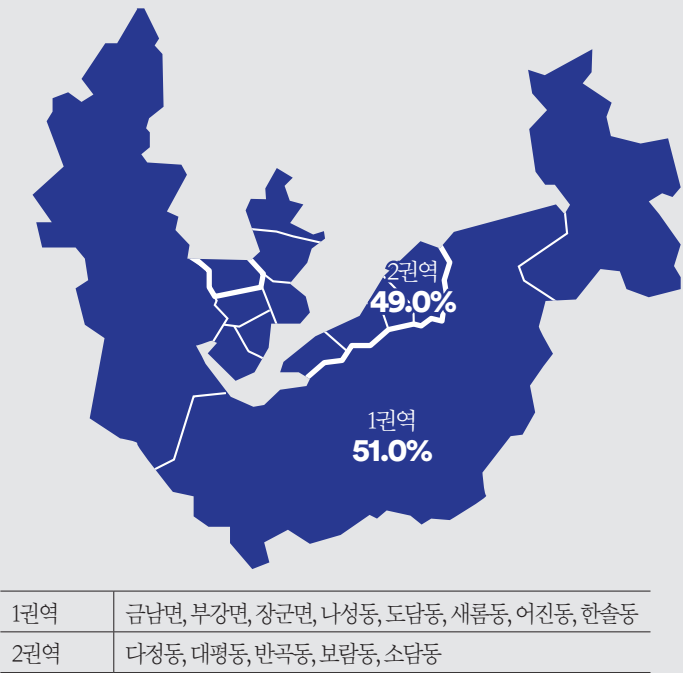 2권역
49.0%
1권역
51.0%
1권역 금남면, 부강면, 장군면, 나성동, 도담동, 새롬동, 어진동, 한솔동
2권역 다정동, 대평동, 반곡동, 보람동, 소담동